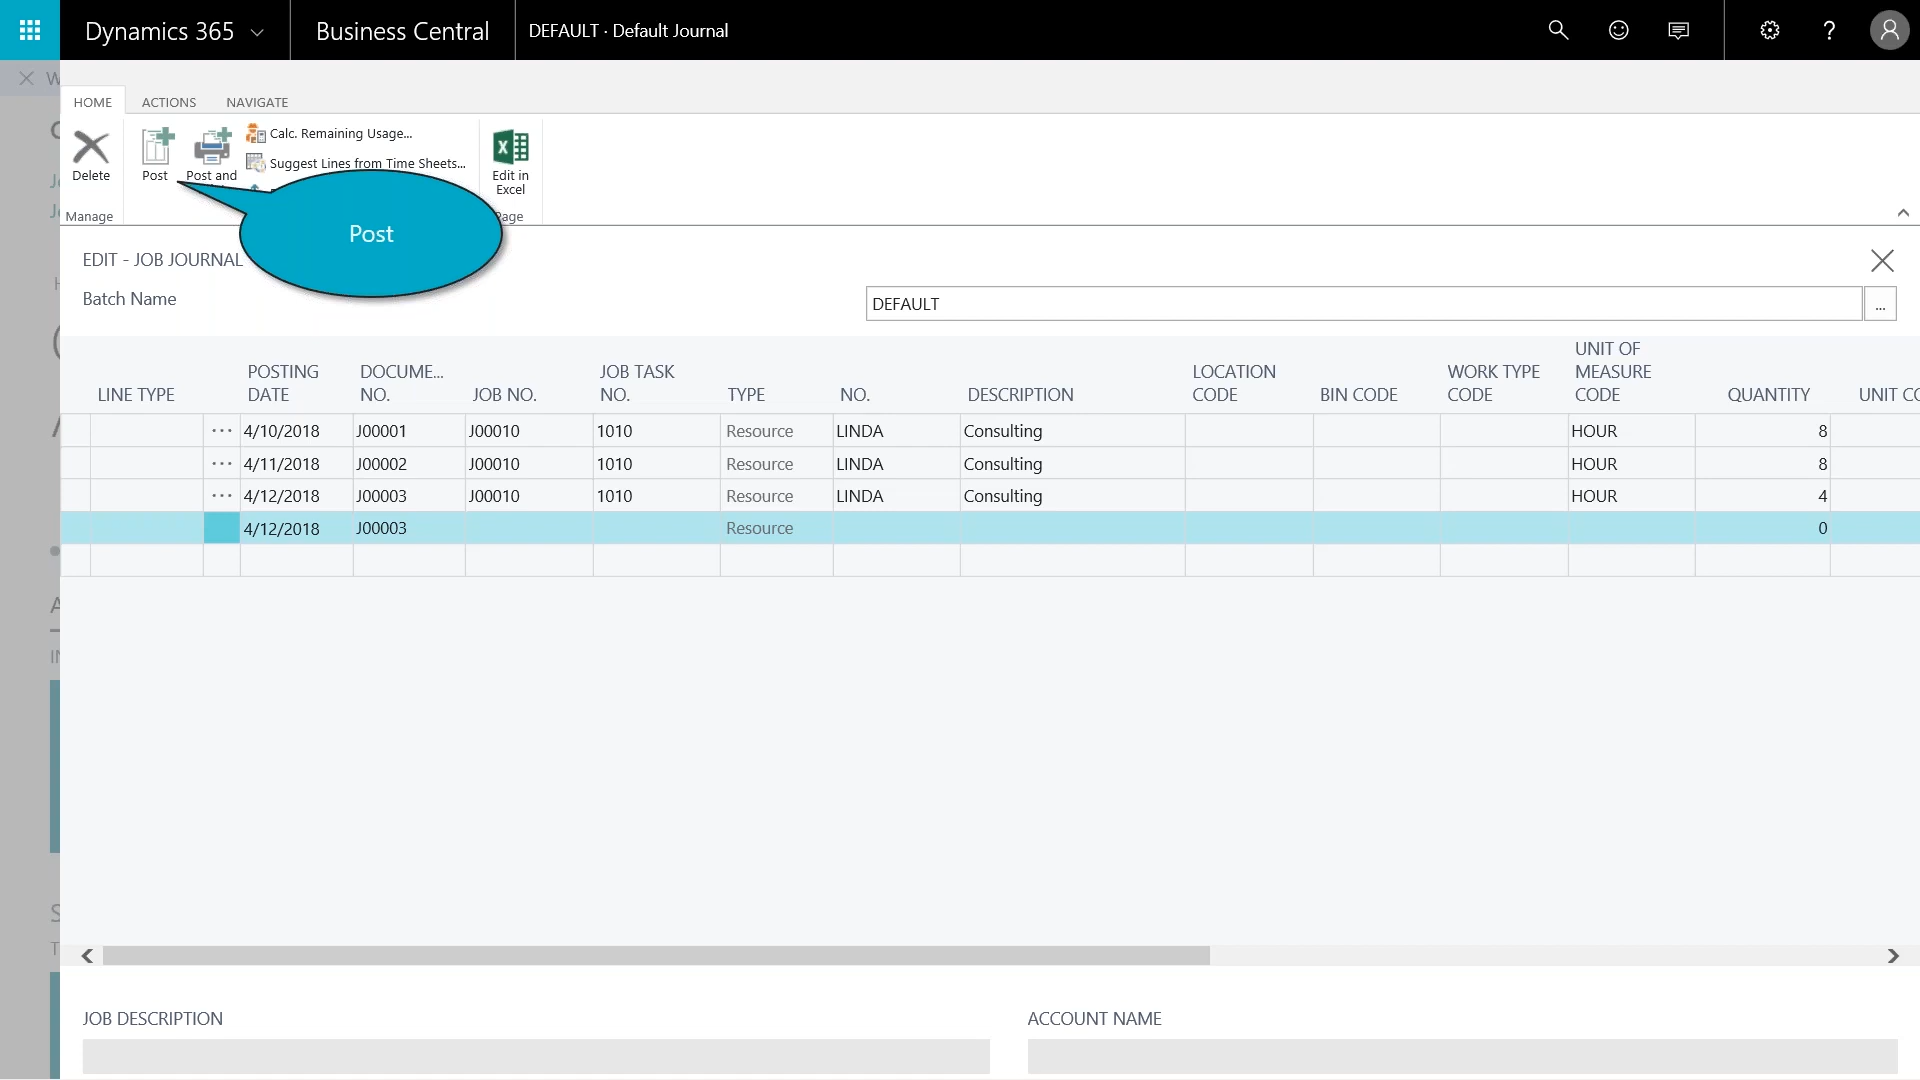 Dynamics 365 Business Central DEFAULT · Default Journal ?
HOME ACTIONS NAVIGATE
Delete
Post
Post and
Calc. Remaining Usage...
Suggest Lines from Time Sheets...
Edit in
Excel
Manage
Page
Post
EDIT - JOB JOURNAL
Batch Name DEFAULT ...
LINE TYPE POSTING DATE DOCUME... NO. JOB NO. JOB TASK NO. TYPE NO. DESCRIPTION LOCATION CODE BIN CODE WORK TYPE CODE UNIT OF MEASURE CODE QUANTITY UNIT CO
··· 4/10/2018 J00001 J00010 1010 Resource LINDA Consulting HOUR 8
··· 4/11/2018 J00002 J00010 1010 Resource LINDA Consulting HOUR 8
··· 4/12/2018 J00003 J00010 1010 Resource LINDA Consulting HOUR 4
4/12/2018 J00003 Resource 0
JOB DESCRIPTION ACCOUNT NAME